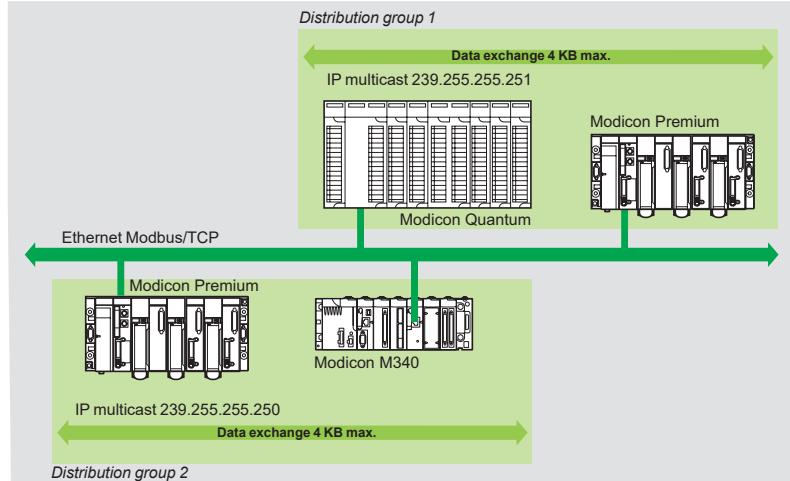 Distribution group 1
Data exchange 4 KB max.
IP multicast 239.255.255.251
Modicon Premium
Modicon Quantum
Ethernet Modbus/TCP
Modicon Premium
Modicon M340
IP multicast 239.255.255.250
Data exchange 4 KB max.
Distribution group 2